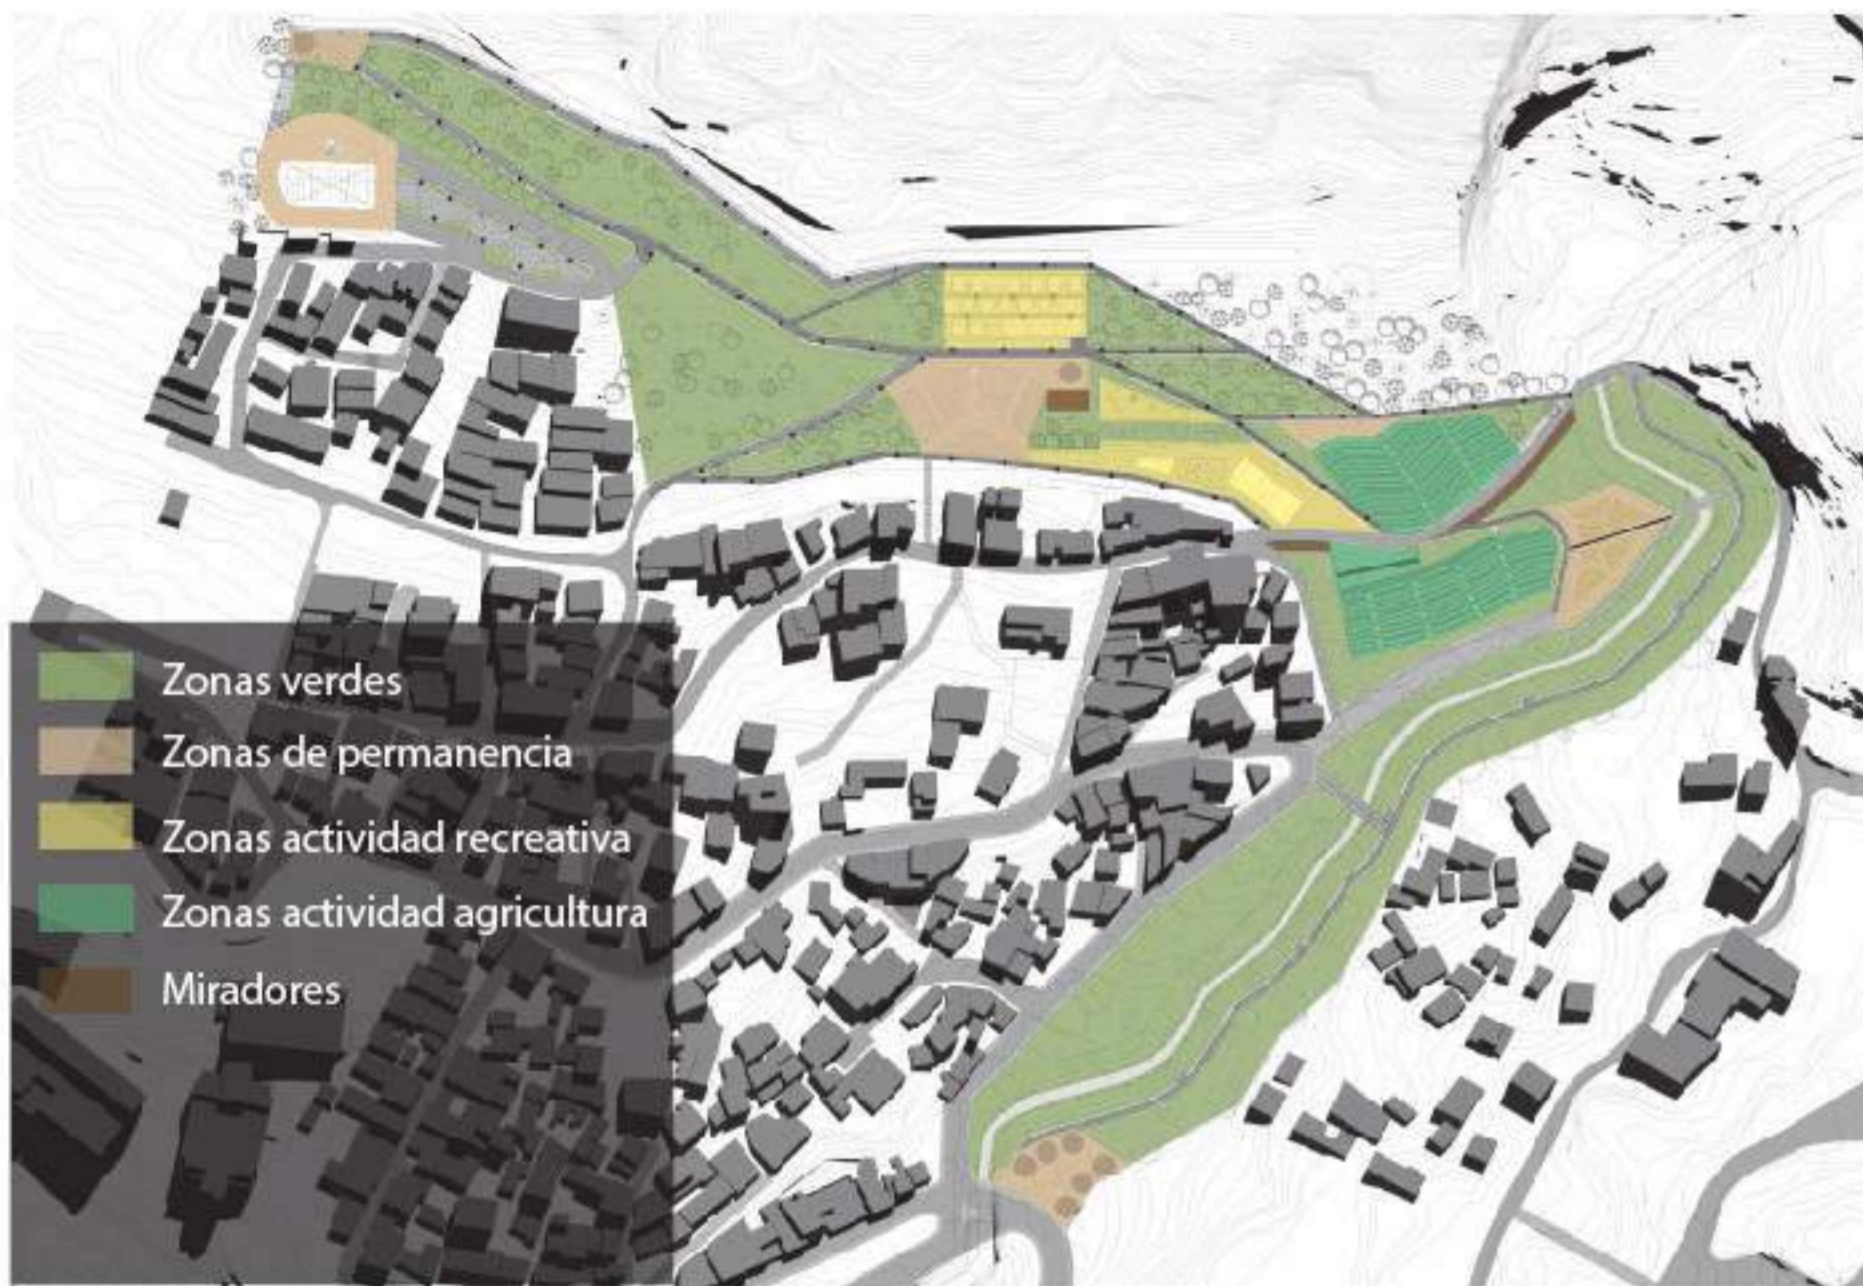 Zonas verdes
Zonas de permanencia
Zonas actividad recreativa
Zonas actividad agricultura
Miradores